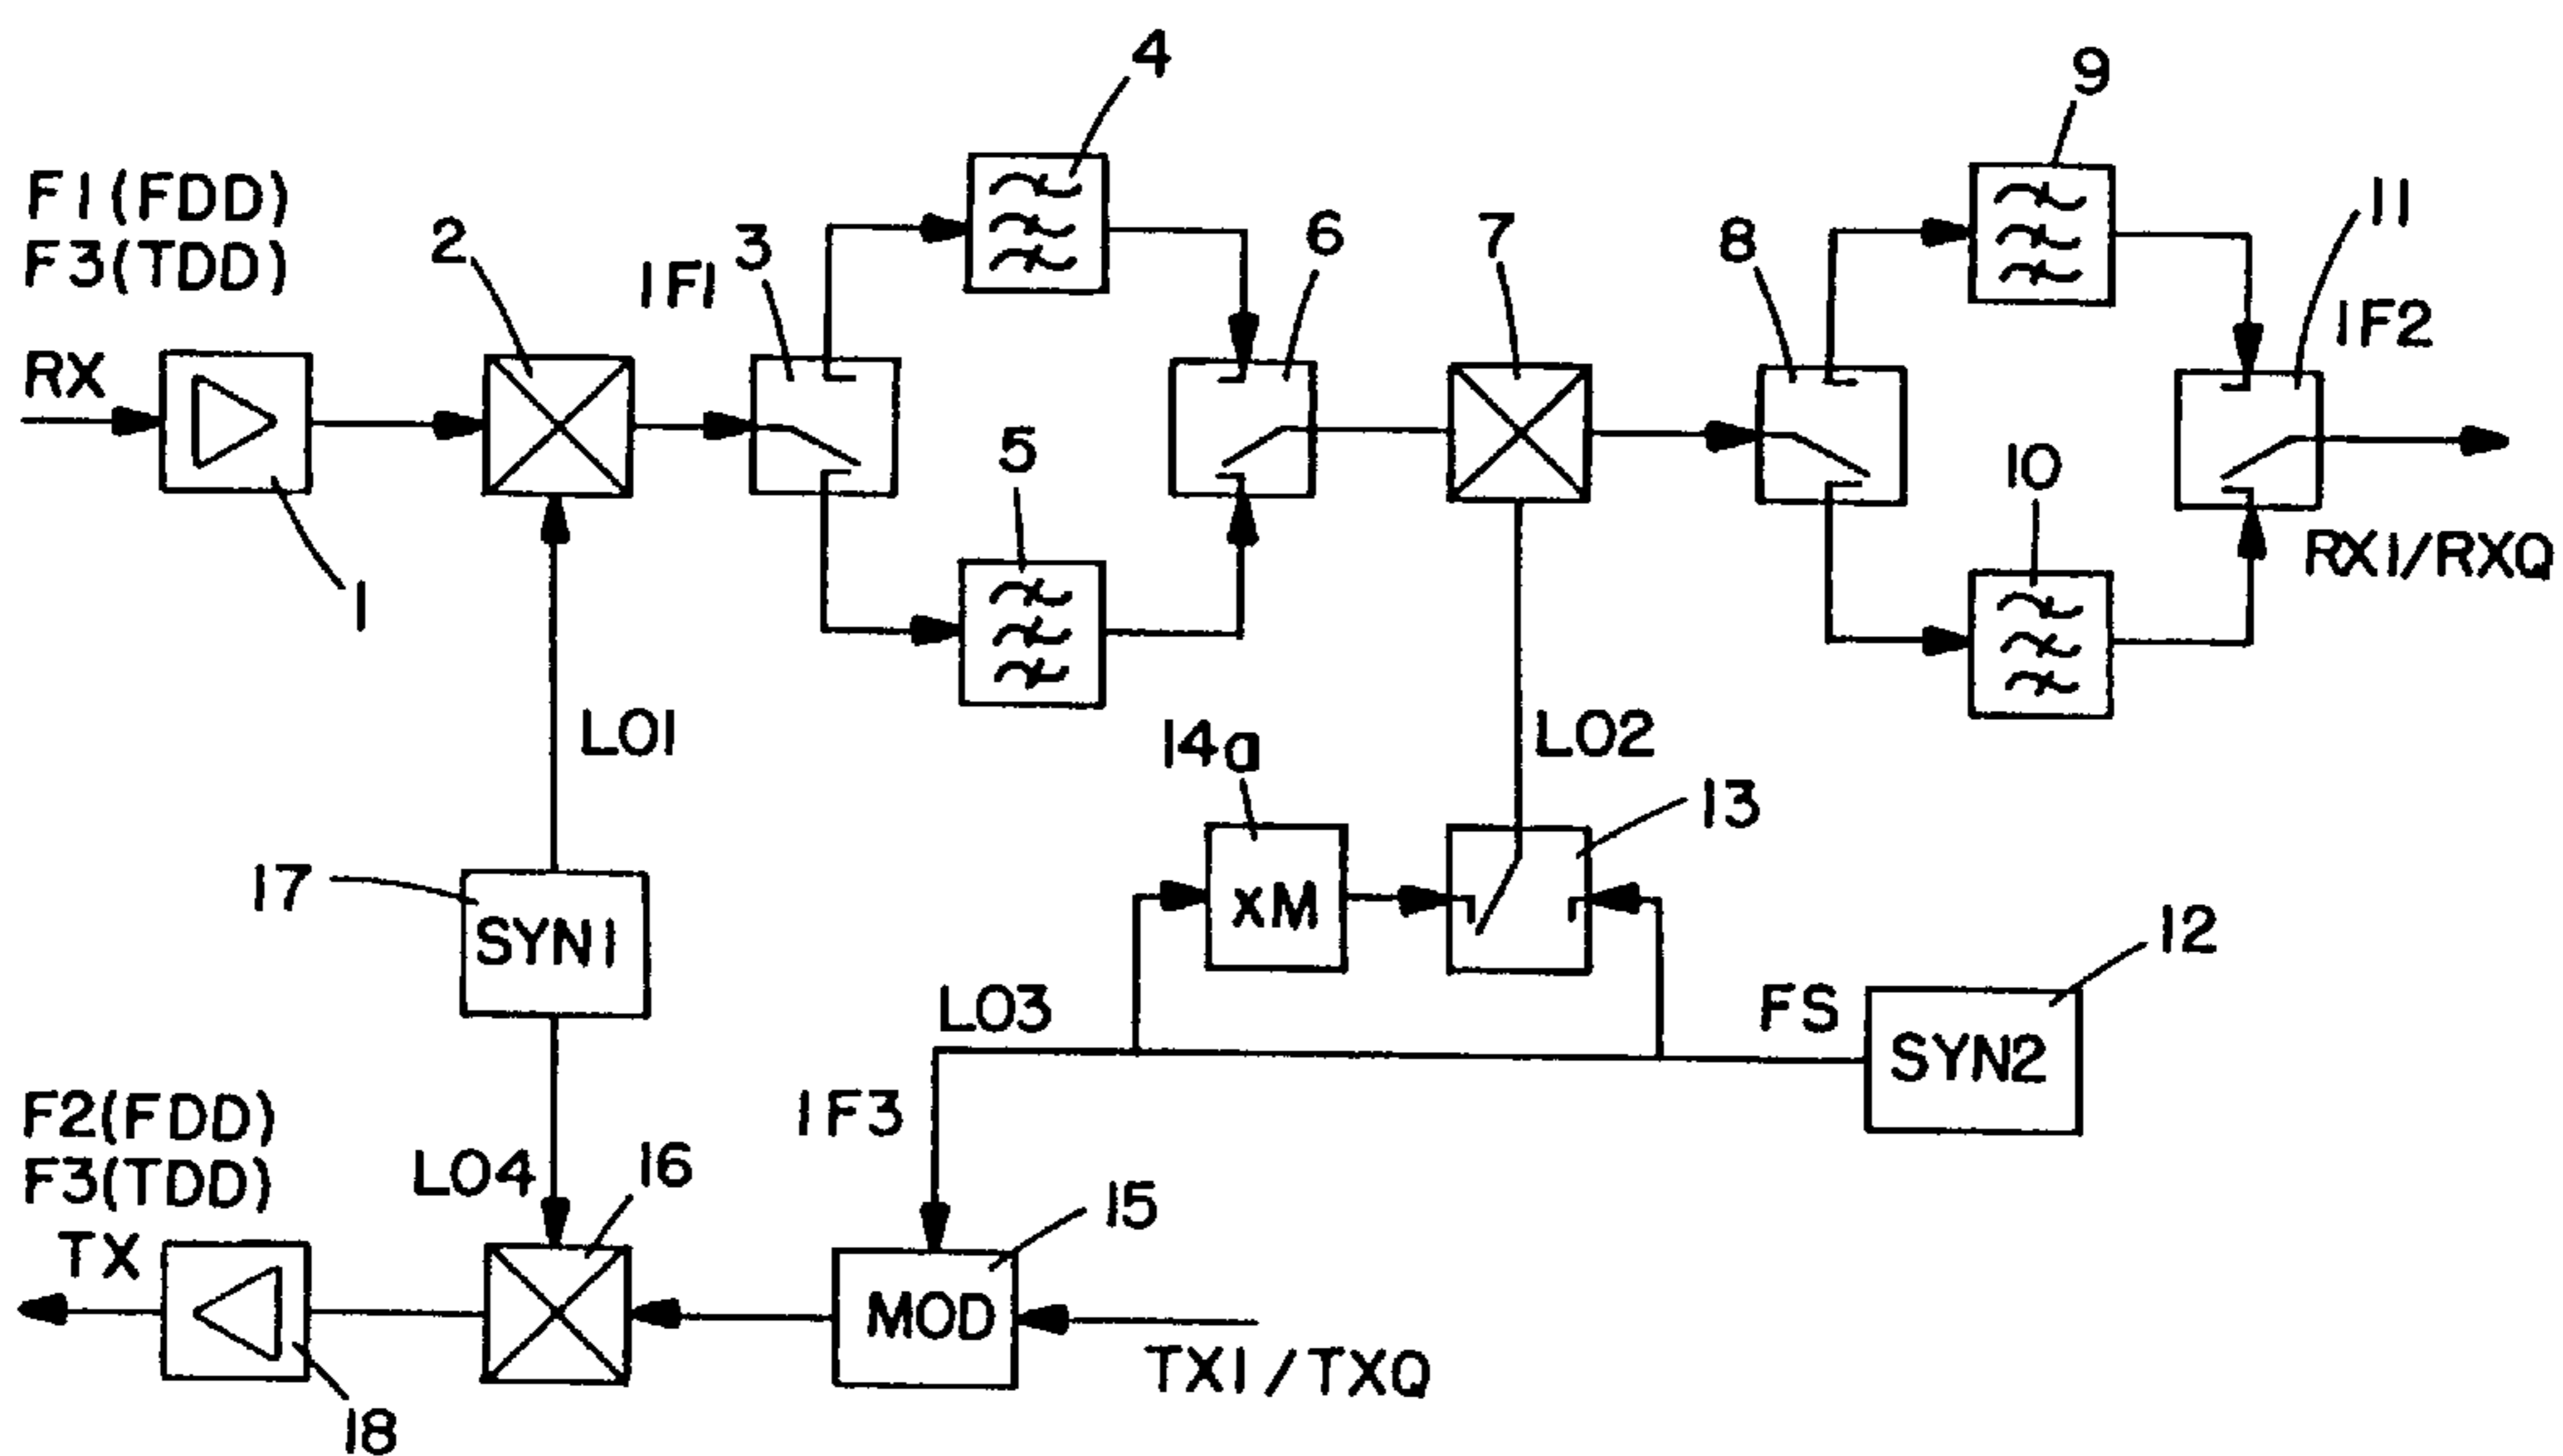 4
9
F1(FDD)
F3(TDD)
2
IF1
3
6
7
8
11
IF2
RX
5
10
1
RXI/RXQ
LO1
14a
LO2
13
17
SYN1
xM
12
LO3
FS
SYN2
F2(FDD)
F3(TDD)
IF3
LO4
16
15
TX
MOD
TXI/TXQ
18